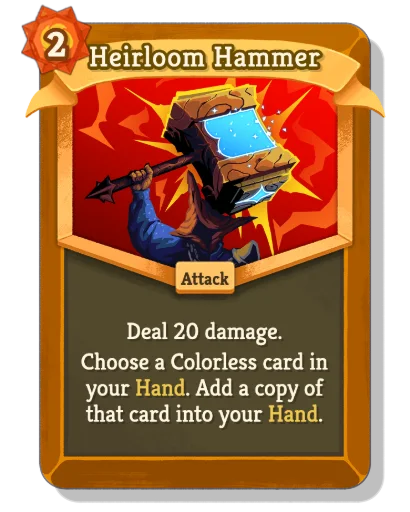 2
Heirloom Hammer
Attack
Deal 20 damage.
Choose a Colorless card in
your Hand. Add a copy of
that card into your Hand.